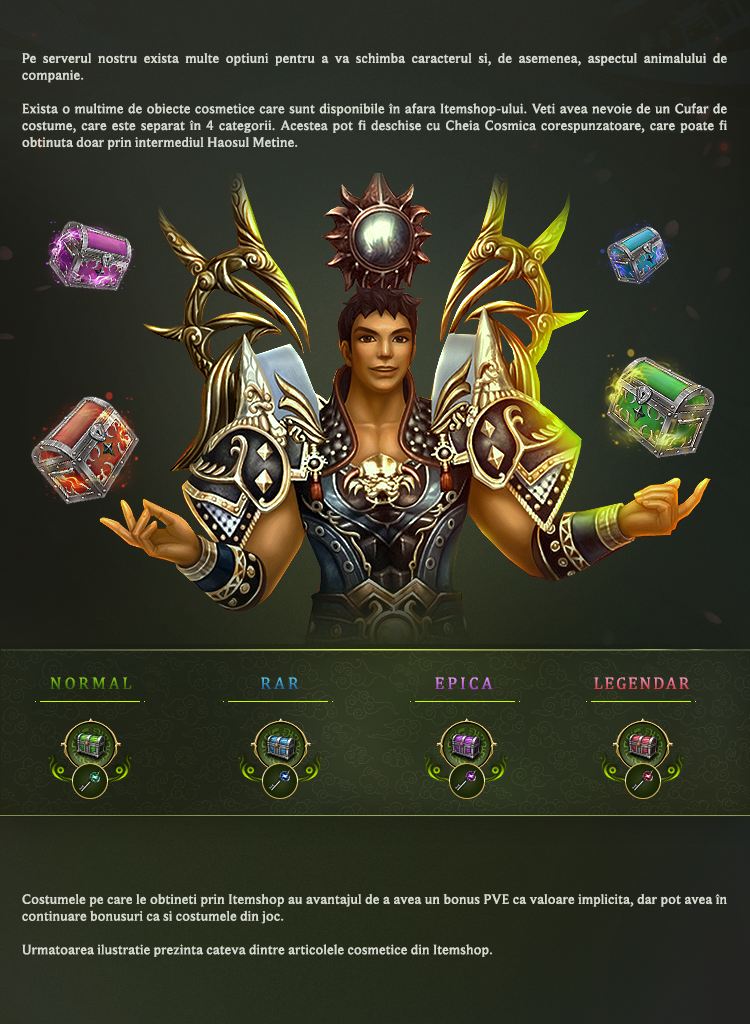 Pe serverul nostru exista multe optiuni pentru a va schimba caracterul si, de asemenea, aspectul animalului de
companie.
Exista o multime de obiecte cosmetice care sunt disponibile în afara Itemshop-ului. Veti avea nevoie de un Cufar de
costume, care este separat în 4 categorii. Acestea pot fi deschise cu Cheia Cosmica corespunzatoare, care poate fi
obtinuta doar prin intermediul Haosul Metine.
NORMAL
RAR
EPICA
LEGENDAR
Costumele pe care le obtineti prin Itemshop au avantajul de a avea un bonus PVE ca valoare implicita, dar pot avea în
continuare bonusuri ca si costumele din joc.
Urmatoarea ilustratie prezinta cateva dintre articolele cosmetice din Itemshop.